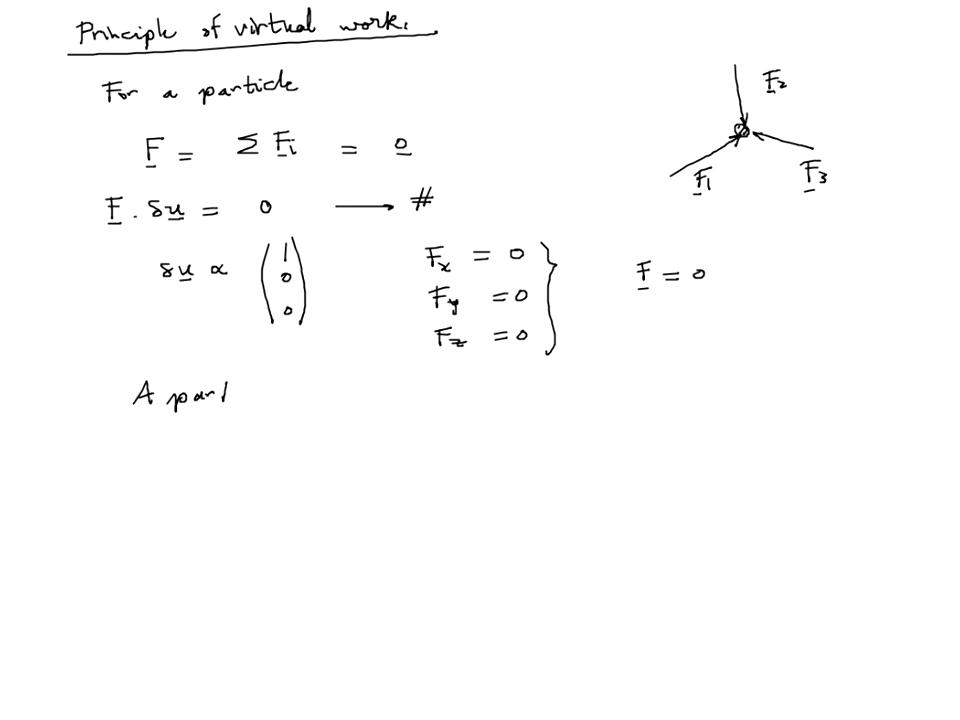 Principle of virtual work.
For a particle
F = Σ Fi = 0
F2
F1
F3
F . δu = 0 → #
δu ∝ (1 0 0)
Fx = 0
Fy = 0
Fz = 0
F = 0
A part